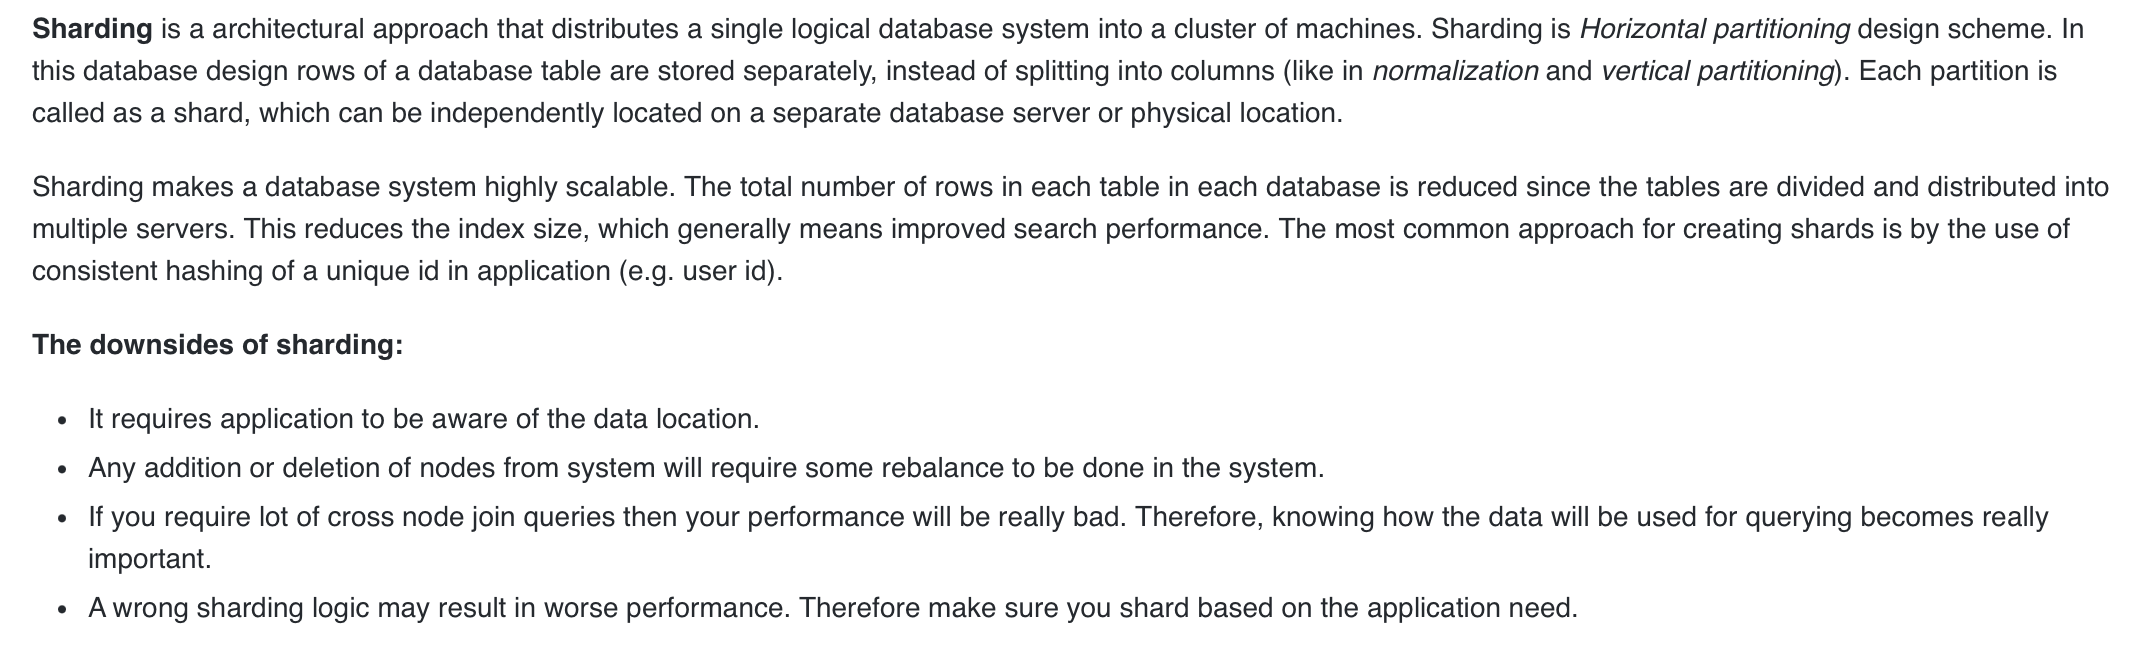 Sharding is a architectural approach that distributes a single logical database system into a cluster of machines. Sharding is Horizontal partitioning design scheme. In
this database design rows of a database table are stored separately, instead of splitting into columns (like in normalization and vertical partitioning). Each partition is
called as a shard, which can be independently located on a separate database server or physical location.
Sharding makes a database system highly scalable. The total number of rows in each table in each database is reduced since the tables are divided and distributed into
multiple servers. This reduces the index size, which generally means improved search performance. The most common approach for creating shards is by the use of
consistent hashing of a unique id in application (e.g. user id).
The downsides of sharding:
• It requires application to be aware of the data location.
• Any addition or deletion of nodes from system will require some rebalance to be done in the system.
• If you require lot of cross node join queries then your performance will be really bad. Therefore, knowing how the data will be used for querying becomes really
important.
• A wrong sharding logic may result in worse performance. Therefore make sure you shard based on the application need.